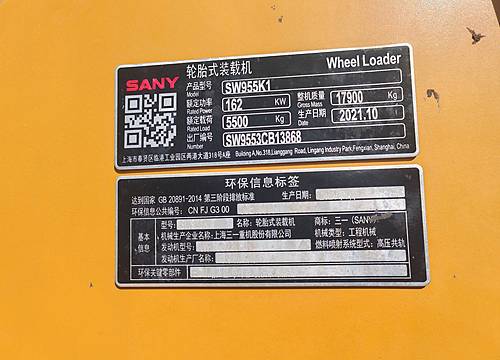 SANY 轮胎式装载机 Wheel Loader
产品型号 Model SW955K1
额定功率 Rated Power 162 KW 整机质量 Gross Mass 17900 Kg
额定载荷 Rated Load 5500 Kg 生产日期 Date 2021.10
出厂编号 Number SW9553CB13868
上海市奉贤区临港工业园区两港大道318号A座 Building A,No.318,Lianggang Road, Lingang Industry Park,Fengxian, Shanghai, China
环保信息标签
达到国家 GB 20891-2014 第三阶段排放标准 生产日期:
环保信息公共编号: CN FJ G3 00
基本信息
型号: 名称: 轮胎式装载机 商标: 三一 (SANY)
机械生产企业名称: 上海三一重机股份有限公司 机械类型: 工程机械
发动机型号: 燃料喷射系统型式: 高压共轨
发动机生产厂名称:
环保关键零部件